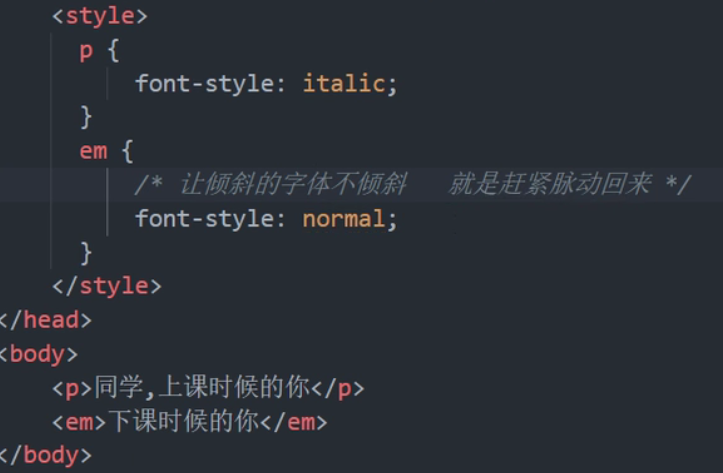 <style>
p {
font-style: italic;
}
em {
/* 让倾斜的字体不倾斜   就是赶紧脉动回来 */
font-style: normal;
}
</style>
</head>
<body>
<p>同学,上课时候的你</p>
<em>下课时候的你</em>
</body>